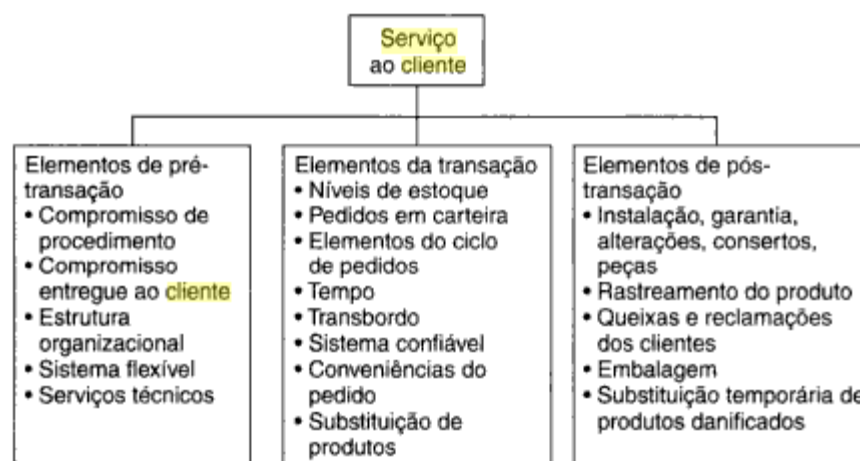 Serviço
ao cliente
Elementos de pré-
transação
• Compromisso de
procedimento
• Compromisso
entregue ao cliente
• Estrutura
organizacional
• Sistema flexível
• Serviços técnicos
Elementos da transação
• Níveis de estoque
• Pedidos em carteira
• Elementos do ciclo
de pedidos
• Tempo
• Transbordo
• Sistema confiável
• Conveniências do
pedido
• Substituição de
produtos
Elementos de pós-
transação
• Instalação, garantia,
alterações, consertos,
peças
• Rastreamento do produto
• Queixas e reclamações
dos clientes
• Embalagem
• Substituição temporária de
produtos danificados